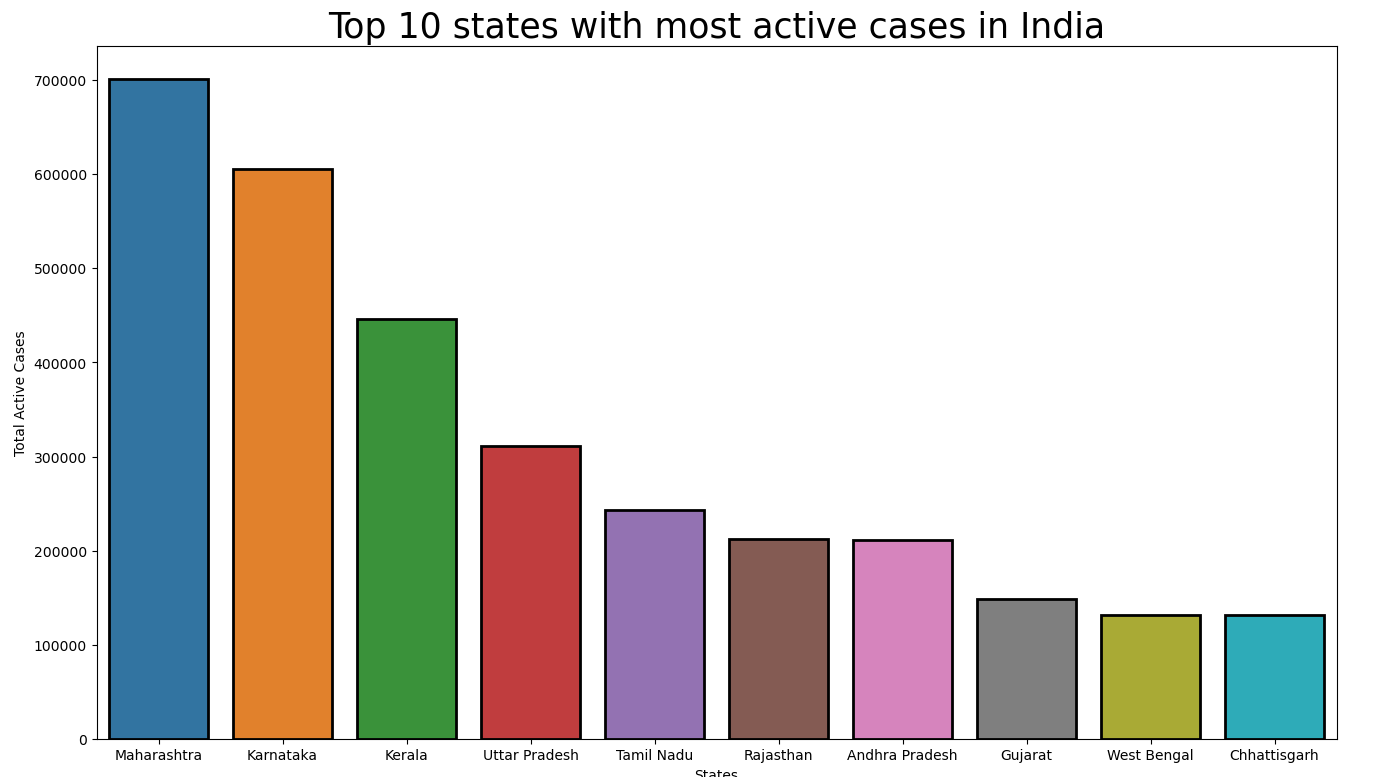 Top 10 states with most active cases in India
700000
600000
500000
400000
300000
200000
100000
0
Total Active Cases
Maharashtra Karnataka Kerala Uttar Pradesh Tamil Nadu Rajasthan Andhra Pradesh Gujarat West Bengal Chhattisgarh
States